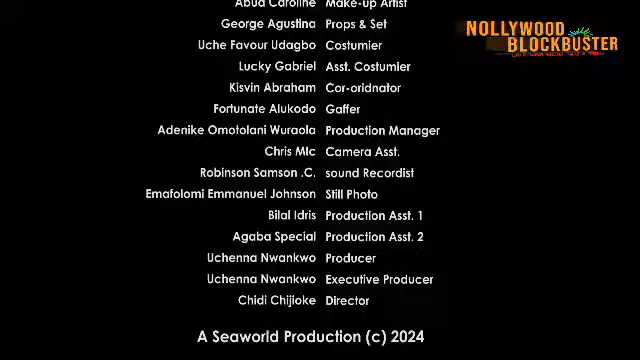 Abua Caroline Make-up Artist
George Agustina Props & Set
Uche Favour Udagbo Costumier
Lucky Gabriel Asst. Costumier
Kisvin Abraham Cor-oridnator
Fortunate Alukodo Gaffer
Adenike Omotolani Wuraola Production Manager
Chris Mlc Camera Asst.
Robinson Samson .C. sound Recordist
Emafolomi Emmanuel Johnson Still Photo
Bilal Idris Production Asst. 1
Agaba Special Production Asst. 2
Uchenna Nwankwo Producer
Uchenna Nwankwo Executive Producer
Chidi Chijioke Director
A Seaworld Production (c) 2024
NOLLYWOOD
BLOCKBUSTER